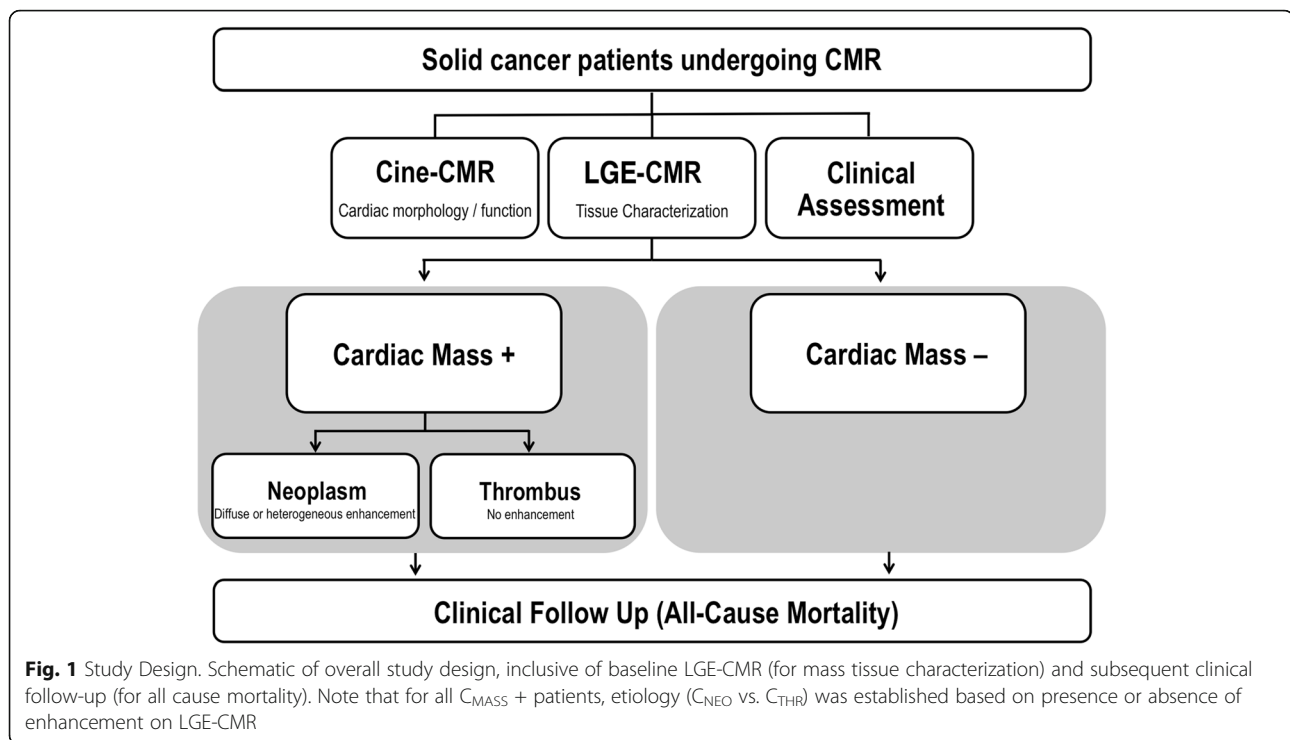 Solid cancer patients undergoing CMR
Cine-CMR
Cardiac morphology / function
LGE-CMR
Tissue Characterization
Clinical
Assessment
Cardiac Mass +
Cardiac Mass –
Neoplasm
Diffuse or heterogeneous enhancement
Thrombus
No enhancement
Clinical Follow Up (All-Cause Mortality)
Fig. 1 Study Design. Schematic of overall study design, inclusive of baseline LGE-CMR (for mass tissue characterization) and subsequent clinical
follow-up (for all cause mortality). Note that for all CMASS + patients, etiology (CNEO vs. CTHR) was established based on presence or absence of
enhancement on LGE-CMR